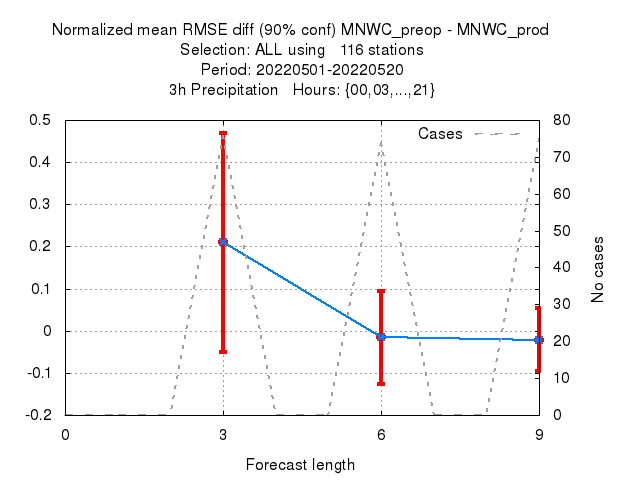 Normalized mean RMSE diff (90% conf) MNWC_preop - MNWC_prod
Selection: ALL using   116 stations
Period: 20220501-20220520
3h Precipitation   Hours: {00,03,...,21}
Cases
0.5
0.4
0.3
0.2
0.1
0
-0.1
-0.2
80
70
60
50
40
30
20
10
0
No cases
0 3 6 9
Forecast length